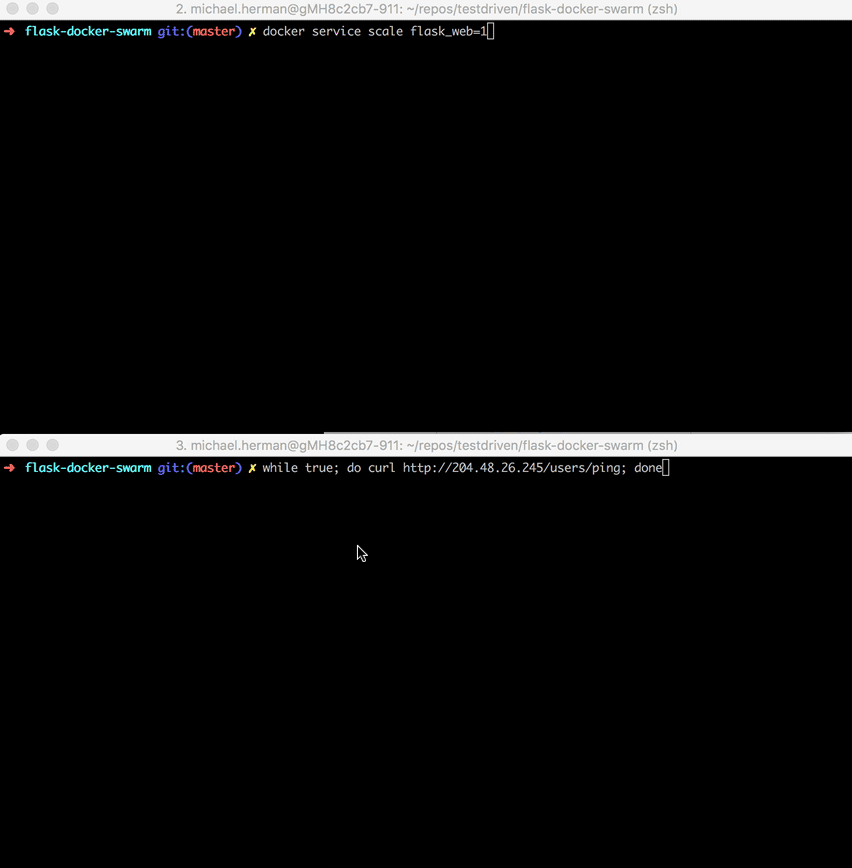 2. michael.herman@gMH8c2cb7-911: ~/repos/testdriven/flask-docker-swarm (zsh)
➜ flask-docker-swarm git:(master) ✗ docker service scale flask_web=1
3. michael.herman@gMH8c2cb7-911: ~/repos/testdriven/flask-docker-swarm (zsh)
➜ flask-docker-swarm git:(master) ✗ while true; do curl http://204.48.26.245/users/ping; done